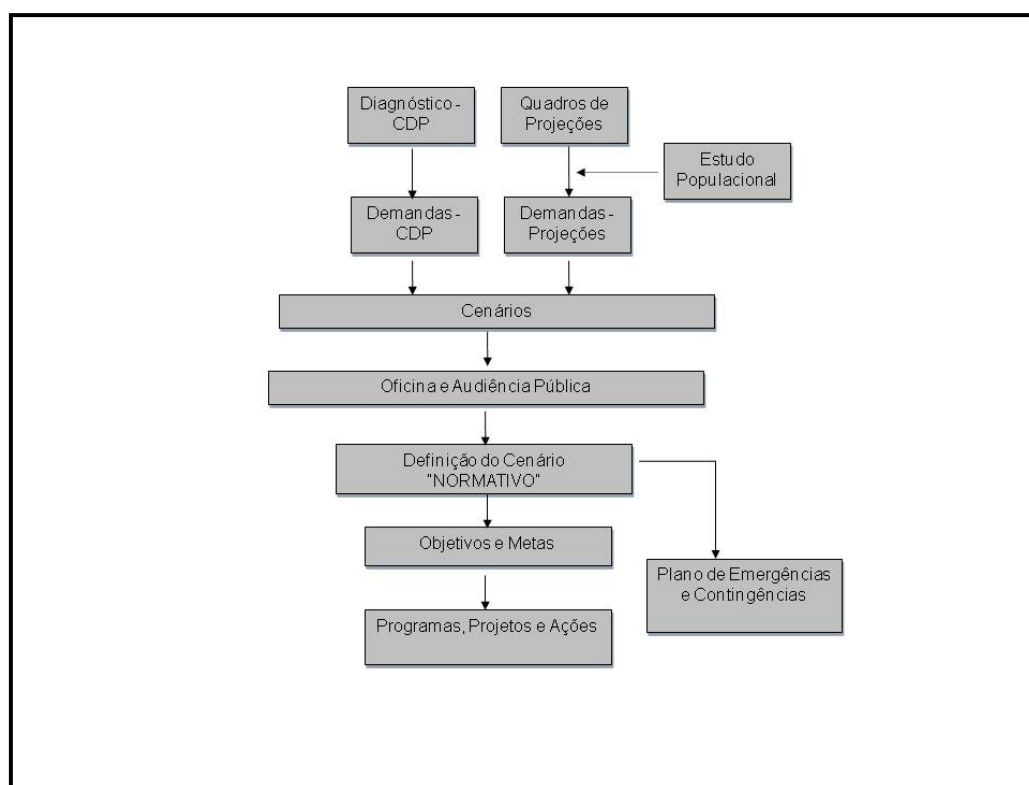 Diagnóstico -
CDP
Quadros de
Projeções
Estudo
Populacional
Demandas -
CDP
Demandas -
Projeções
Cenários
Oficina e Audiência Pública
Definição do Cenário
"NORMATIVO"
Objetivos e Metas
Plano de Emergências
e Contingências
Programas, Projetos e Ações